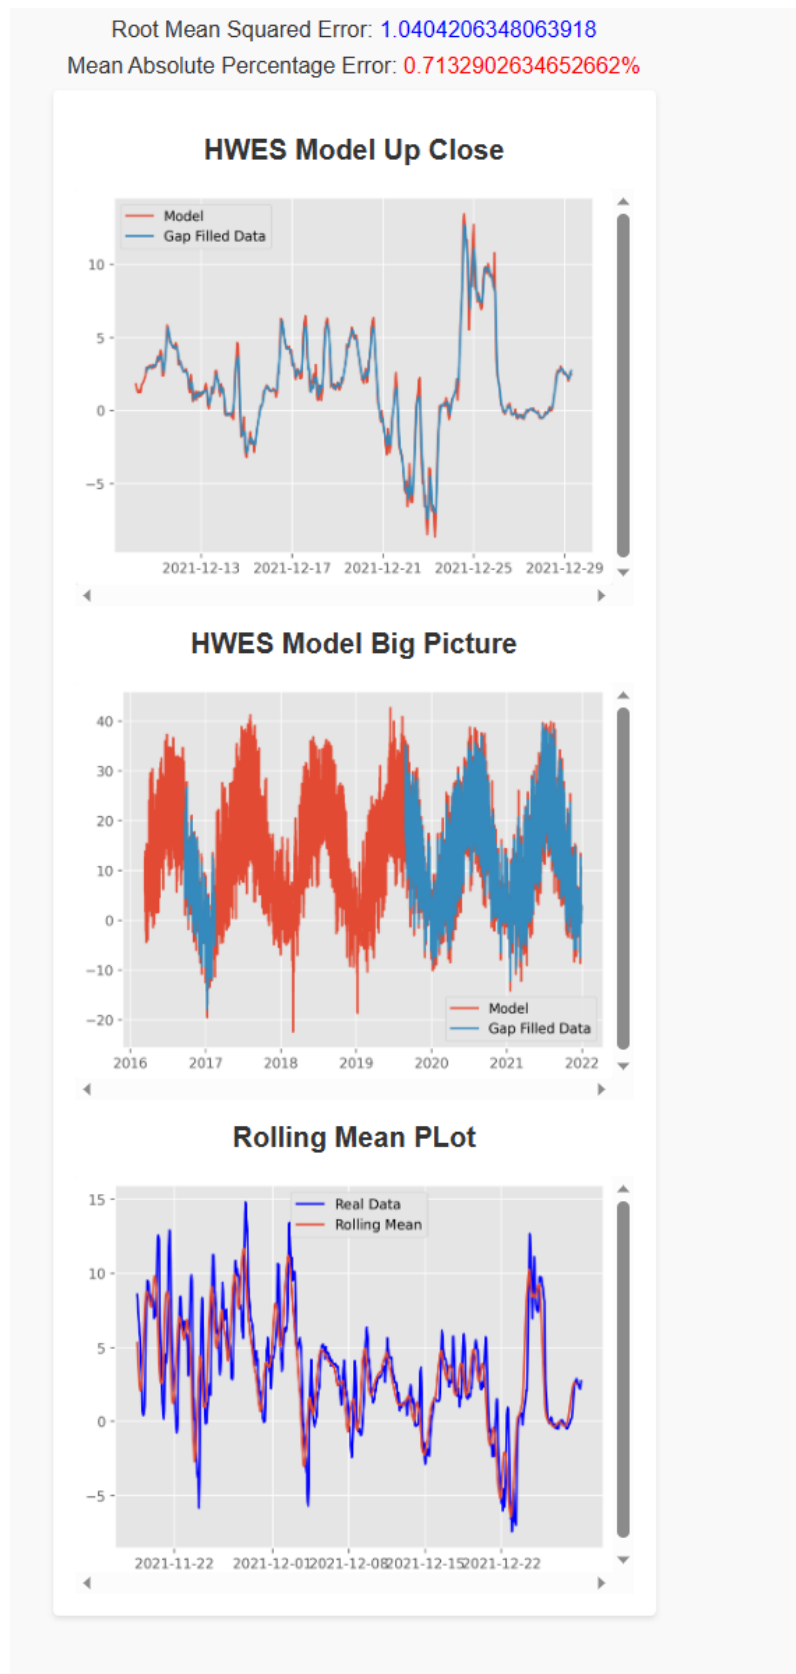 Root Mean Squared Error: 1.0404206348063918
Mean Absolute Percentage Error: 0.7132902634652662%
HWES Model Up Close
Model
Gap Filled Data
10
5
0
−5
2021-12-13 2021-12-17 2021-12-21 2021-12-25 2021-12-29
HWES Model Big Picture
40
30
20
10
0
−10
−20
Model
Gap Filled Data
2016 2017 2018 2019 2020 2021 2022
Rolling Mean PLot
Real Data
Rolling Mean
15
10
5
0
−5
2021-11-22 2021-12-01 2021-12-08 2021-12-15 2021-12-22